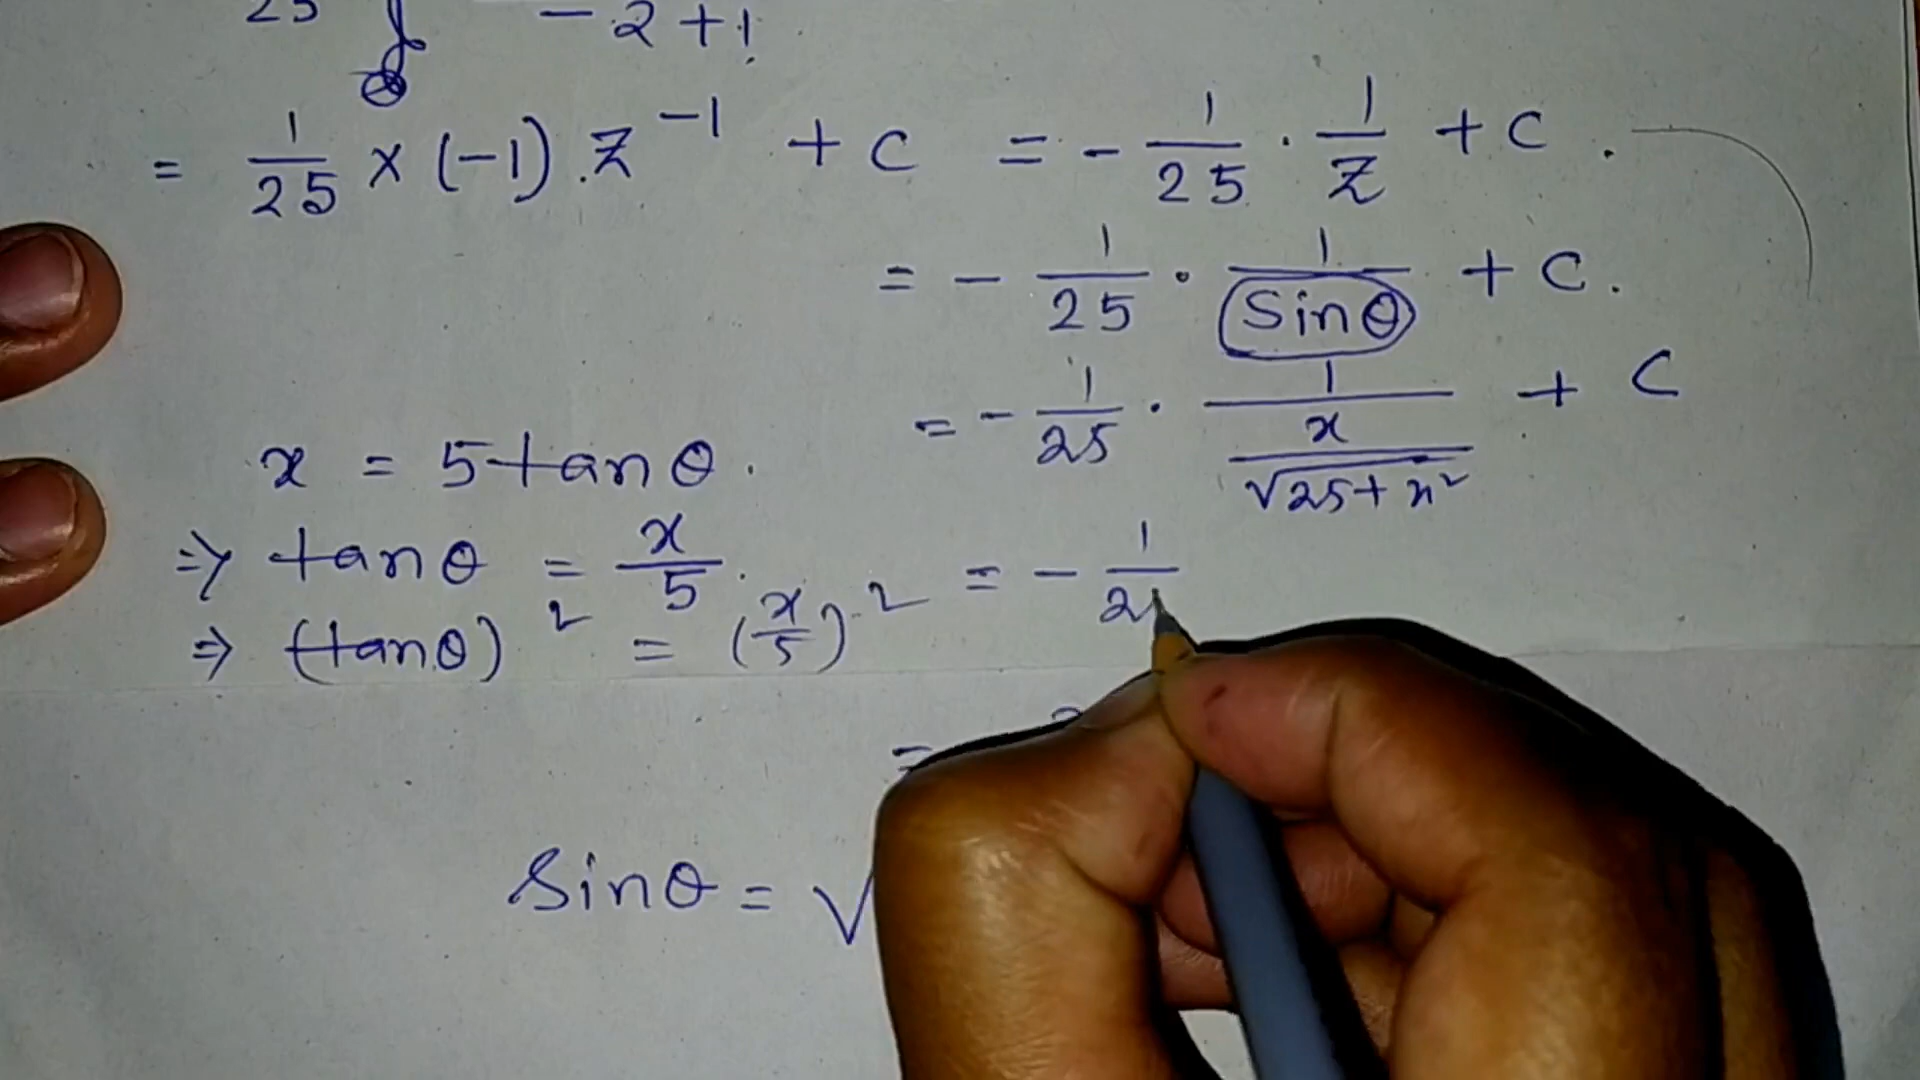 25 - 2 + 1
= 1/25 × (-1) . z^-1 + c = - 1/25 · 1/z + c .
= - 1/25 · 1/Sinθ + c .
= - 1/25 · 1/(x/√25+x²) + c
x = 5tanθ .
⇒ tanθ = x/5 .
= - 1/2
⇒ (tanθ)² = (x/5)²
=
Sinθ = √